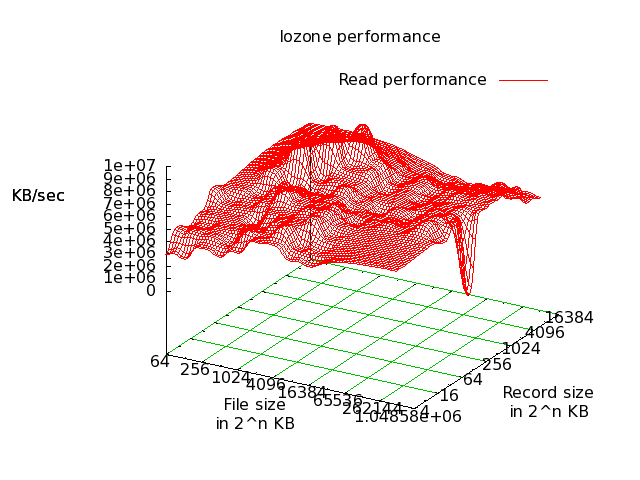 Iozone performance
Read performance
KB/sec
1e+07
9e+06
8e+06
7e+06
6e+06
5e+06
4e+06
3e+06
2e+06
1e+06
0
64
256
1024
4096
16384
65536
262144
1.04858e+06
4
16
64
256
1024
4096
16384
File size
in 2^n KB
Record size
in 2^n KB